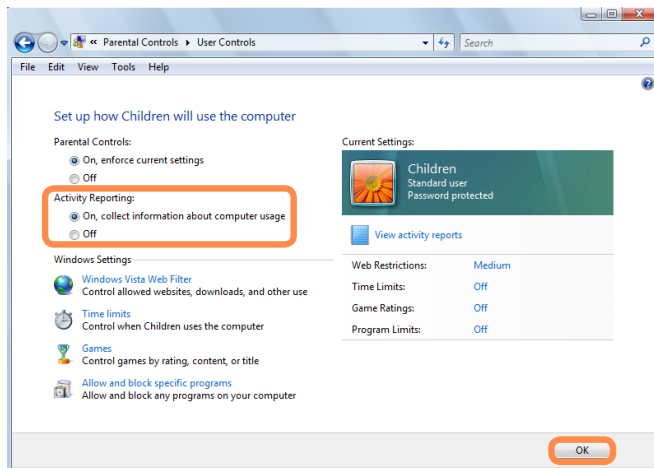 « Parental Controls ▸ User Controls
Search
File Edit View Tools Help
Set up how Children will use the computer
Parental Controls:
On, enforce current settings
Off
Activity Reporting:
On, collect information about computer usage
Off
Windows Settings
Windows Vista Web Filter
Control allowed websites, downloads, and other use
Time limits
Control when Children uses the computer
Games
Control games by rating, content, or title
Allow and block specific programs
Allow and block any programs on your computer
Current Settings:
Children
Standard user
Password protected
View activity reports
Web Restrictions: Medium
Time Limits: Off
Game Ratings: Off
Program Limits: Off
OK